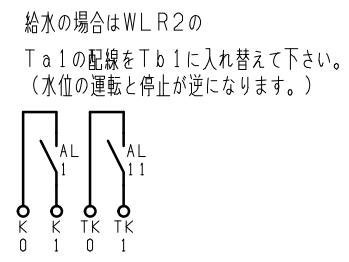 給水の場合はＷＬＲ２の
Ｔａ１の配線をＴｂ１に入れ替えて下さい。
（水位の運転と停止が逆になります。）
AL AL
1 11
K K TK TK
0 1 0 1